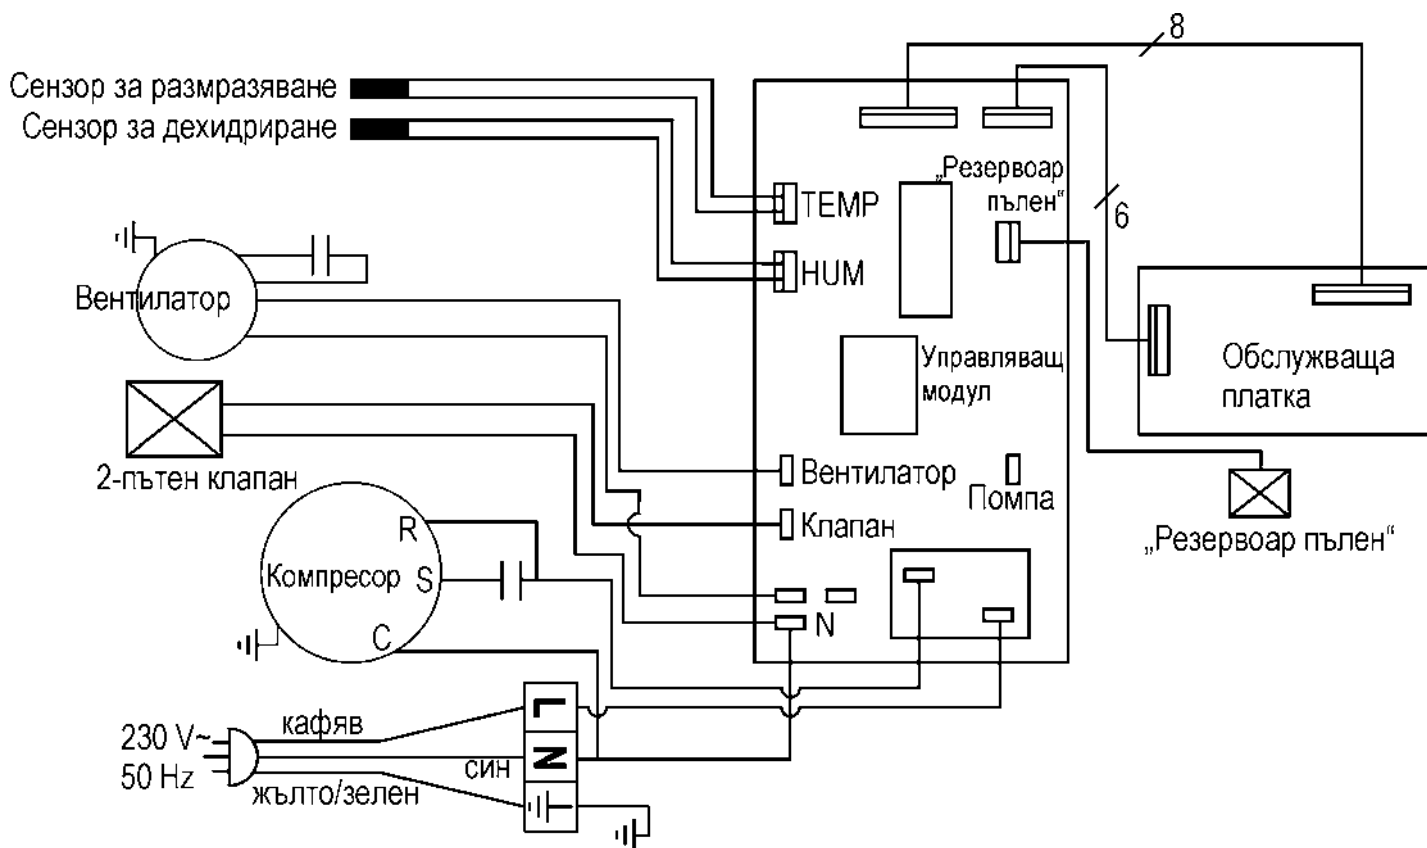 8
Сензор за размразяване
Сензор за дехидриране
„Резервоар
пълен“
TEMP
6
HUM
Вентилатор
Управляващ
модул
Обслужваща
платка
2-пътен клапан
Вентилатор
Помпа
Клапан
„Резервоар пълен“
R
Компресор
S
C
N
L
кафяв
230 V~
N
син
50 Hz
жълто/зелен